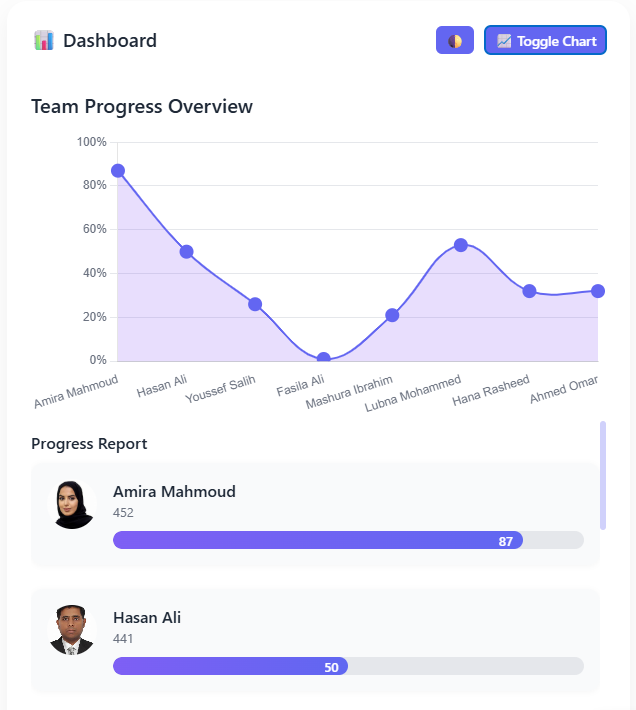 Dashboard
Toggle Chart
Team Progress Overview
100%
80%
60%
40%
20%
0%
Amira Mahmoud
Hasan Ali
Youssef Salih
Fasila Ali
Mashura Ibrahim
Lubna Mohammed
Hana Rasheed
Ahmed Omar
Progress Report
Amira Mahmoud
452
87
Hasan Ali
441
50